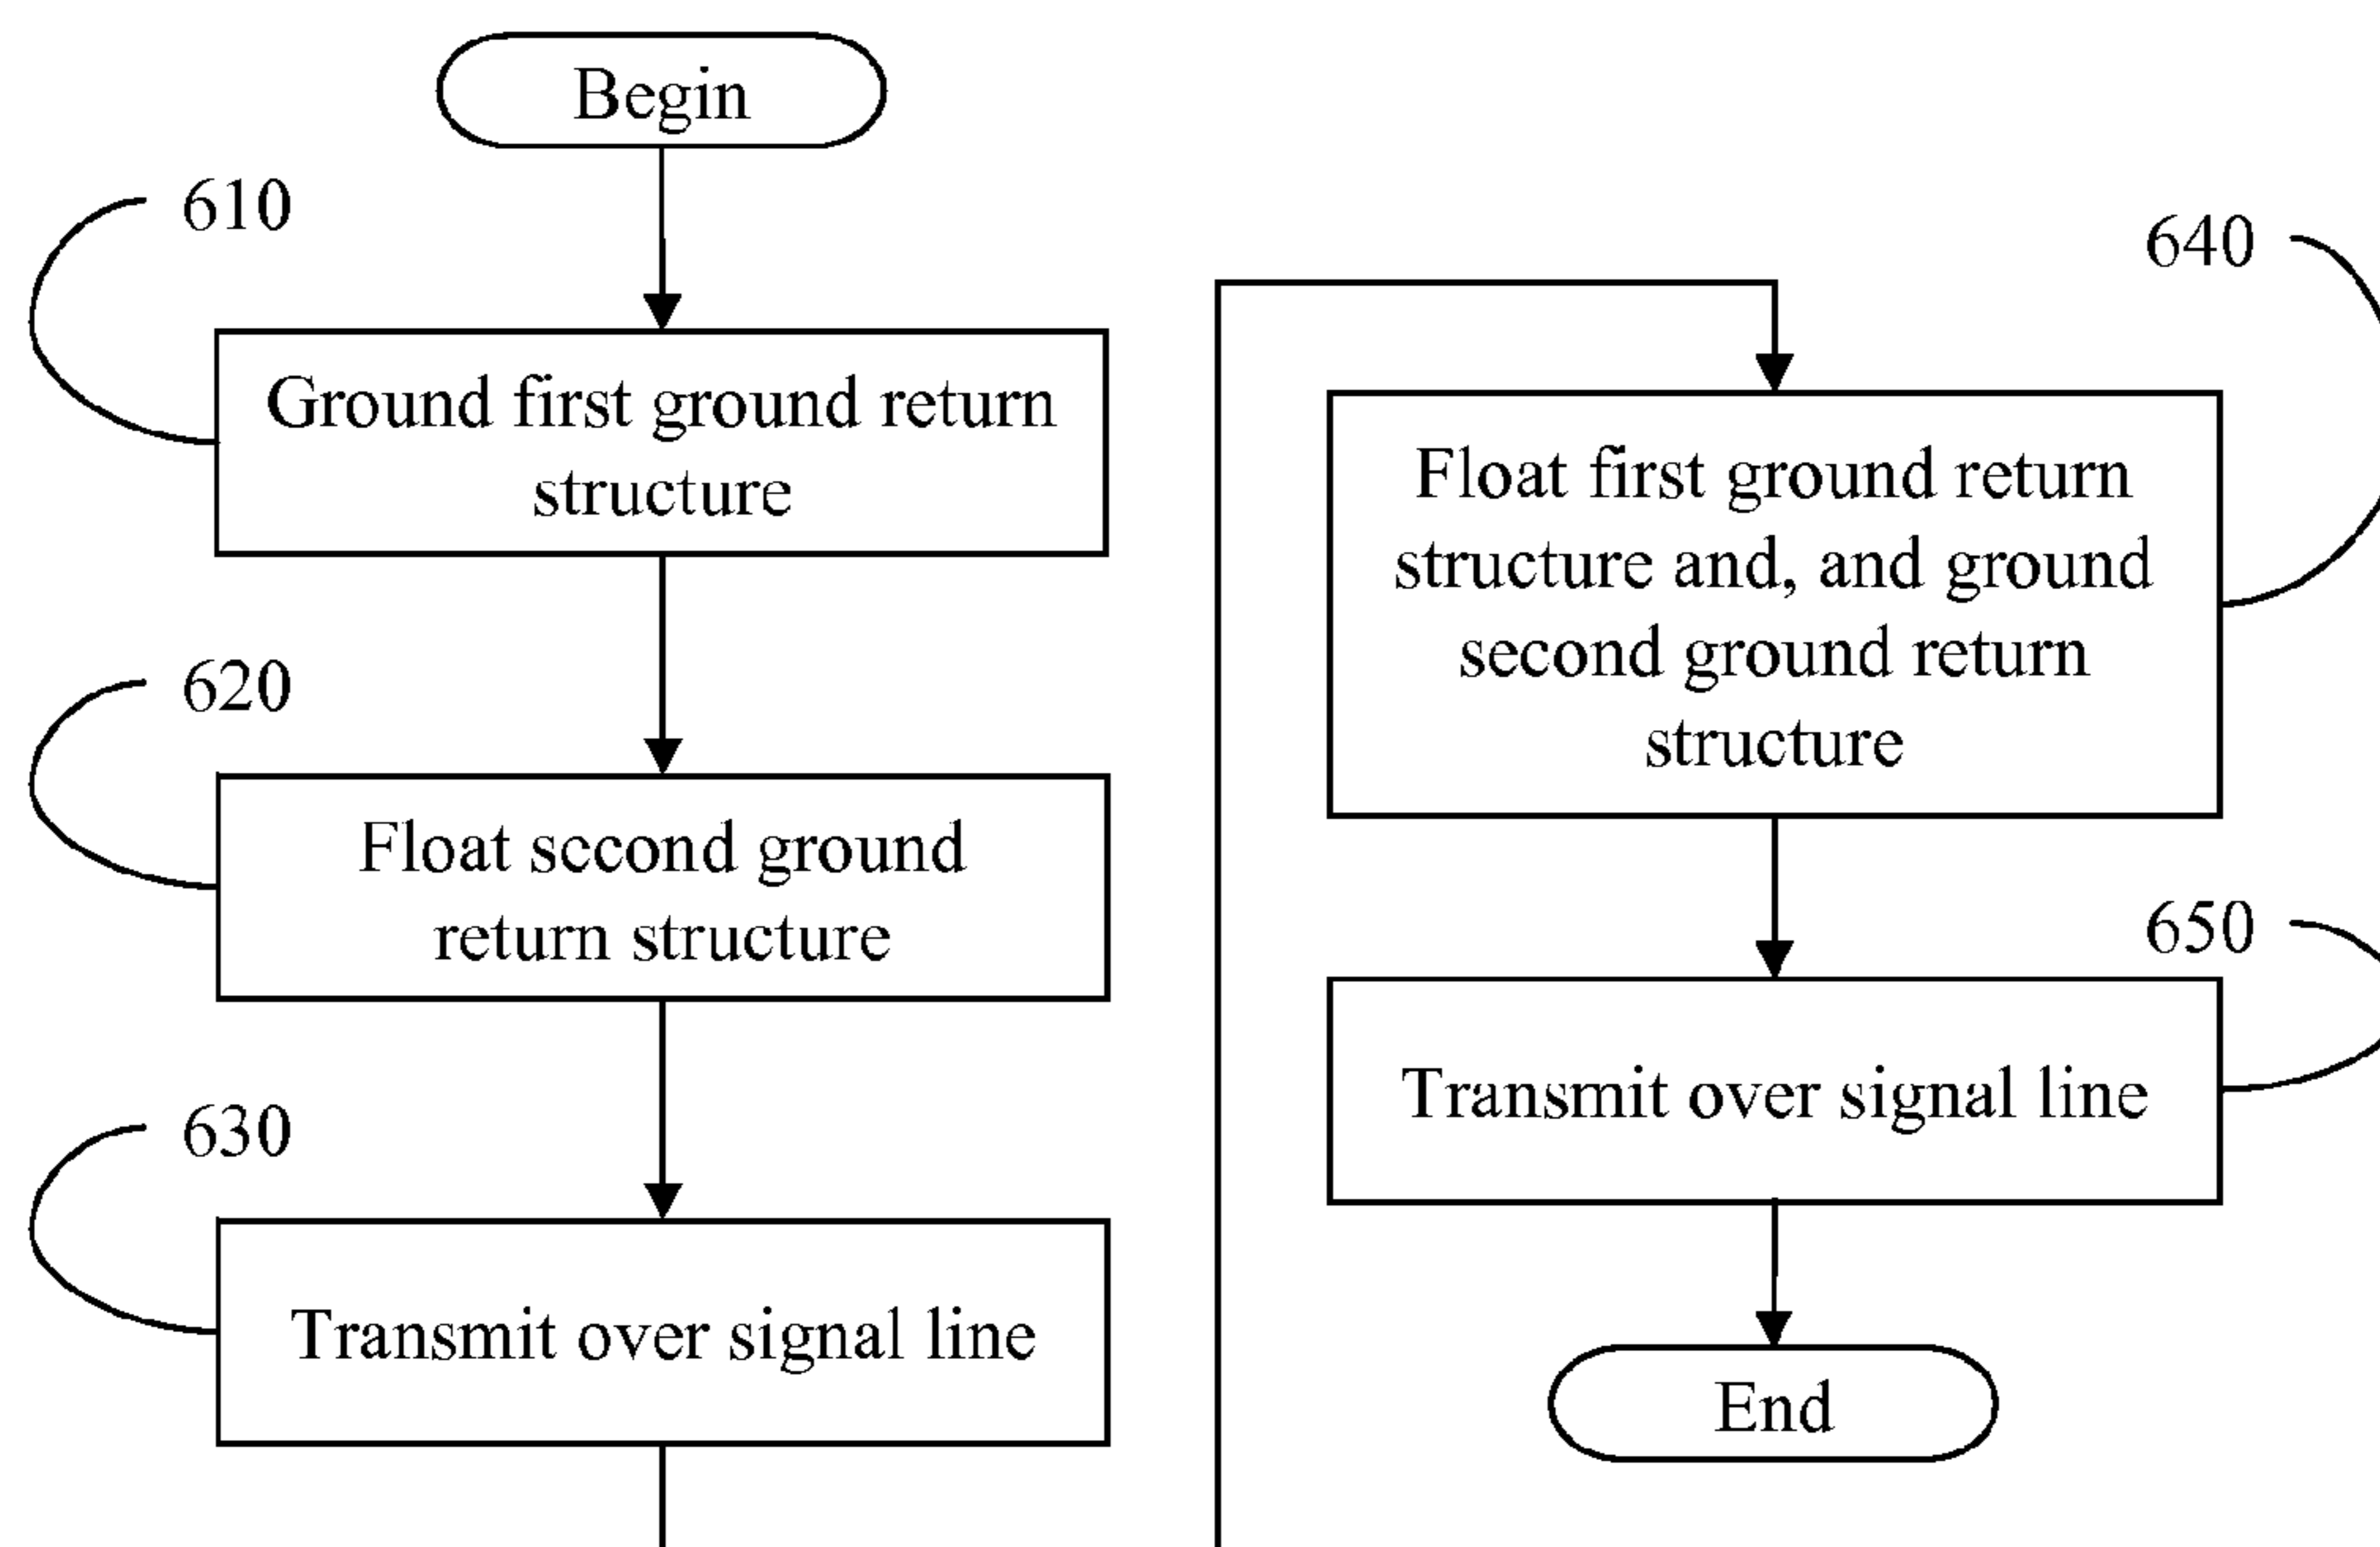 Begin
610
Ground first ground return
structure
620
Float second ground
return structure
630
Transmit over signal line
640
Float first ground return
structure and, and ground
second ground return
structure
650
Transmit over signal line
End